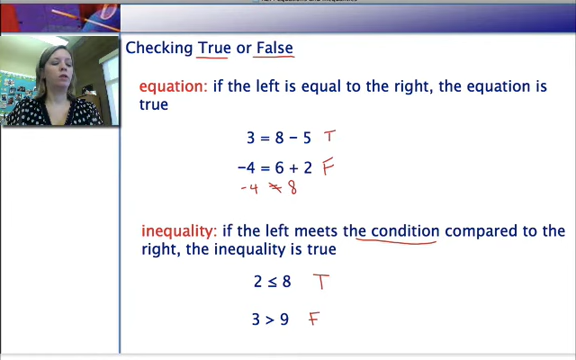 Checking True or False
equation: if the left is equal to the right, the equation is
true
3 = 8 − 5 T
−4 = 6 + 2 F
-4 ≠ 8
inequality: if the left meets the condition compared to the
right, the inequality is true
2 ≤ 8 T
3 > 9 F